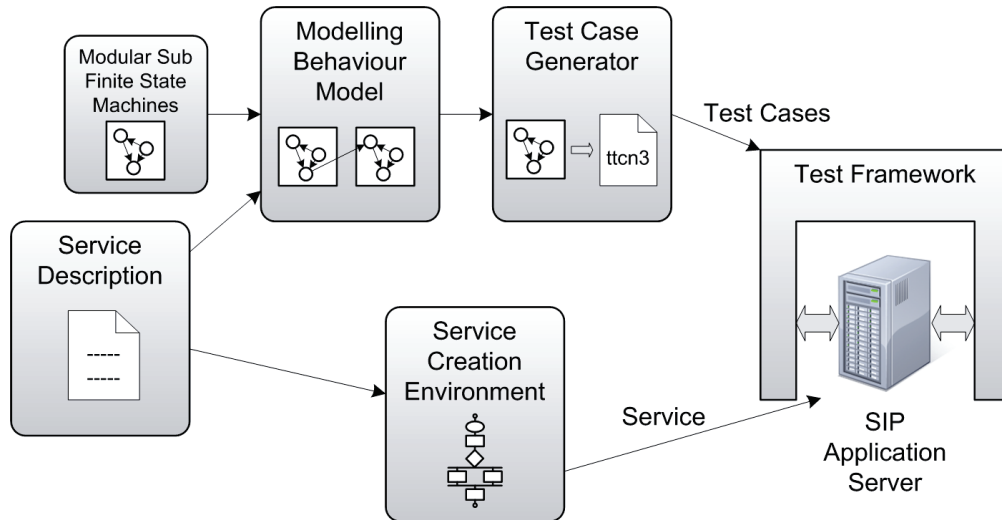 Modular Sub
Finite State
Machines
Modelling
Behaviour
Model
Test Case
Generator
ttcn3
Test Cases
Test Framework
Service
Description
-----
-----
Service
Creation
Environment
Service
SIP
Application
Server